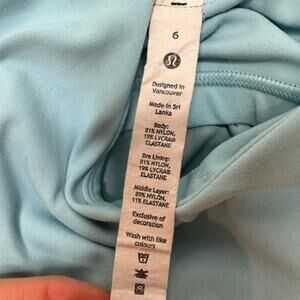 6
Designed in
Vancouver
Made in Sri
Lanka
Body:
81% NYLON,
19% LYCRA®
ELASTANE
Bra Lining:
81% NYLON,
19% LYCRA®
ELASTANE
Middle Layer:
89% NYLON,
11% ELASTANE
Exclusive of
decoration
Wash with like
colours